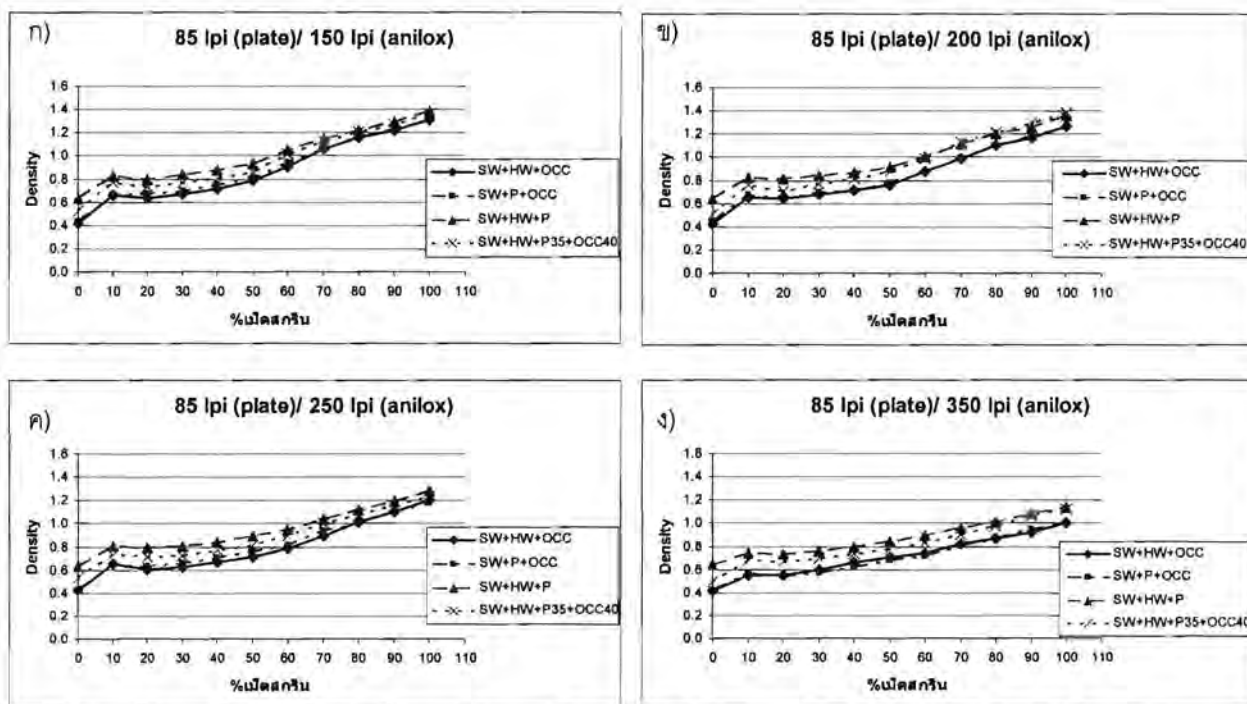 ก)
85 lpi (plate)/ 150 lpi (anilox)
Density
1.6
1.4
1.2
1.0
0.8
0.6
0.4
0.2
0.0
0 10 20 30 40 50 60 70 80 90 100 110
%เม็ดสกรีน
SW+HW+OCC
SW+P+OCC
SW+HW+P
SW+HW+P35+OCC40
ข)
85 lpi (plate)/ 200 lpi (anilox)
Density
1.6
1.4
1.2
1.0
0.8
0.6
0.4
0.2
0.0
0 10 20 30 40 50 60 70 80 90 100 110
%เม็ดสกรีน
SW+HW+OCC
SW+P+OCC
SW+HW+P
SW+HW+P35+OCC40
ค)
85 lpi (plate)/ 250 lpi (anilox)
Density
1.6
1.4
1.2
1.0
0.8
0.6
0.4
0.2
0.0
0 10 20 30 40 50 60 70 80 90 100 110
%เม็ดสกรีน
SW+HW+OCC
SW+P+OCC
SW+HW+P
SW+HW+P35+OCC40
ง)
85 lpi (plate)/ 350 lpi (anilox)
Density
1.6
1.4
1.2
1.0
0.8
0.6
0.4
0.2
0.0
0 10 20 30 40 50 60 70 80 90 100 110
%เม็ดสกรีน
SW+HW+OCC
SW+P+OCC
SW+HW+P
SW+HW+P35+OCC40